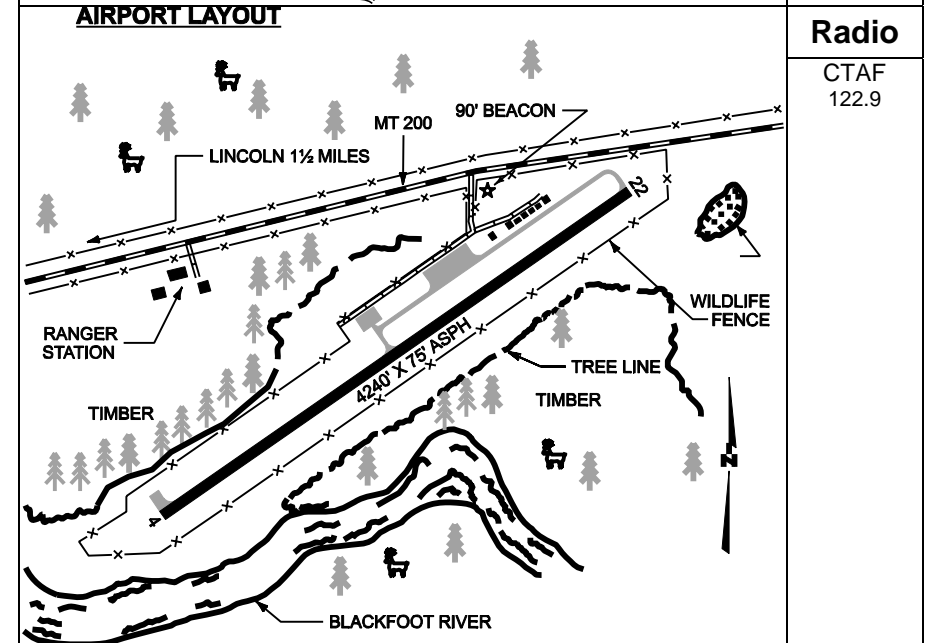 AIRPORT LAYOUT
Radio
CTAF
122.9
90' BEACON
MT 200
LINCOLN 1½ MILES
22
WILDLIFE
FENCE
RANGER
STATION
4240' X 75' ASPH
TREE LINE
TIMBER
TIMBER
N
4
BLACKFOOT RIVER